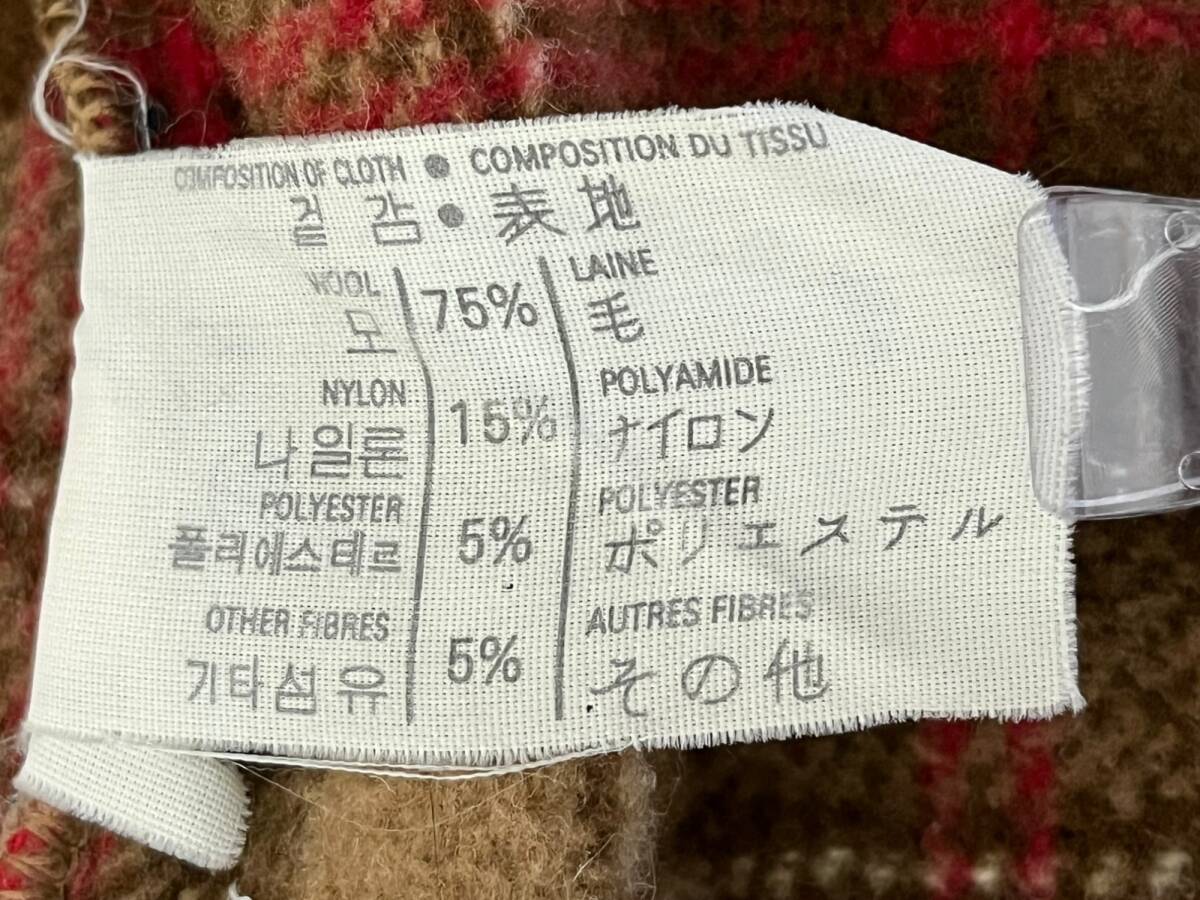 COMPOSITION OF CLOTH ● COMPOSITION DU TISSU
겉 감 ● 表地
WOOL 75% LAINE
모 毛
NYLON 15% POLYAMIDE
나일론 ナイロン
POLYESTER 5% POLYESTER
폴리에스테르 ポリエステル
OTHER FIBRES 5% AUTRES FIBRES
기타섬유 その他